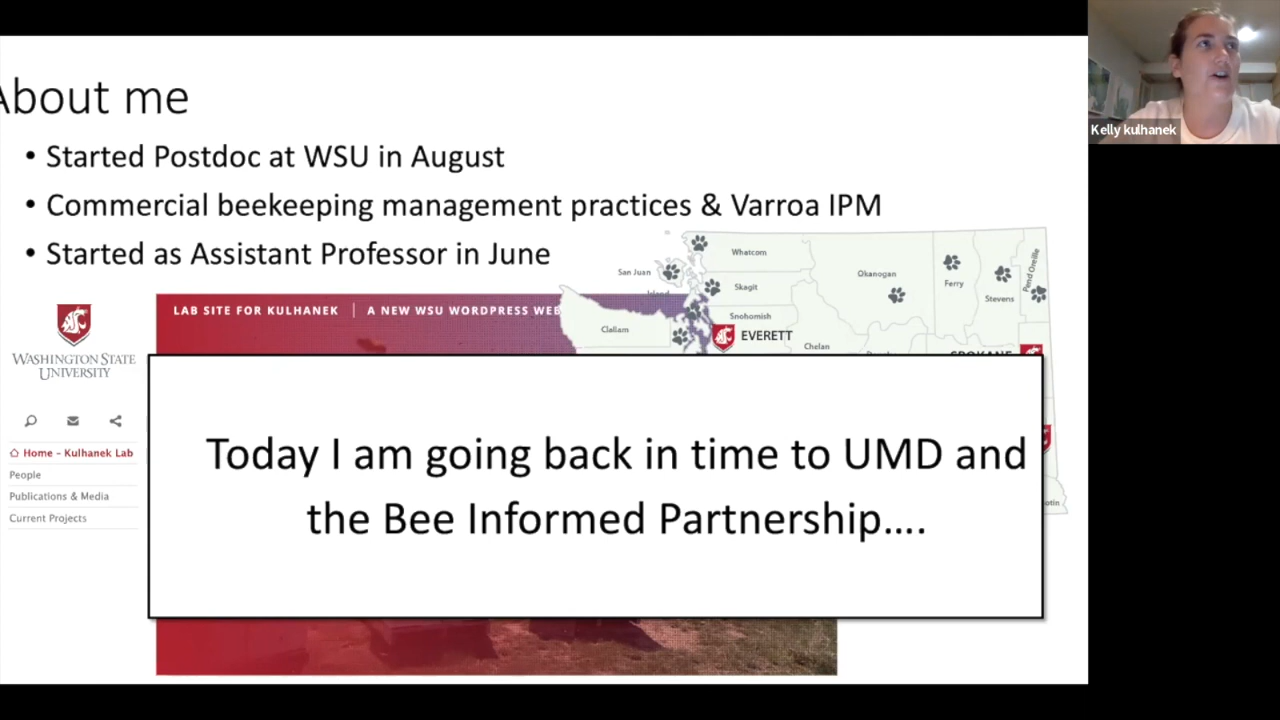 About me
• Started Postdoc at WSU in August
• Commercial beekeeping management practices & Varroa IPM
• Started as Assistant Professor in June
Kelly kulhanek
Whatcom
San Juan
Skagit
Okanogan
Ferry
Stevens
Pend Oreille
Snohomish
Clallam
EVERETT
Chelan
SPOKANE
LAB SITE FOR KULHANEK | A NEW WSU WORDPRESS WEB
WASHINGTON STATE
UNIVERSITY
Home - Kulhanek Lab
People
Publications & Media
Current Projects
Today I am going back in time to UMD and
the Bee Informed Partnership....